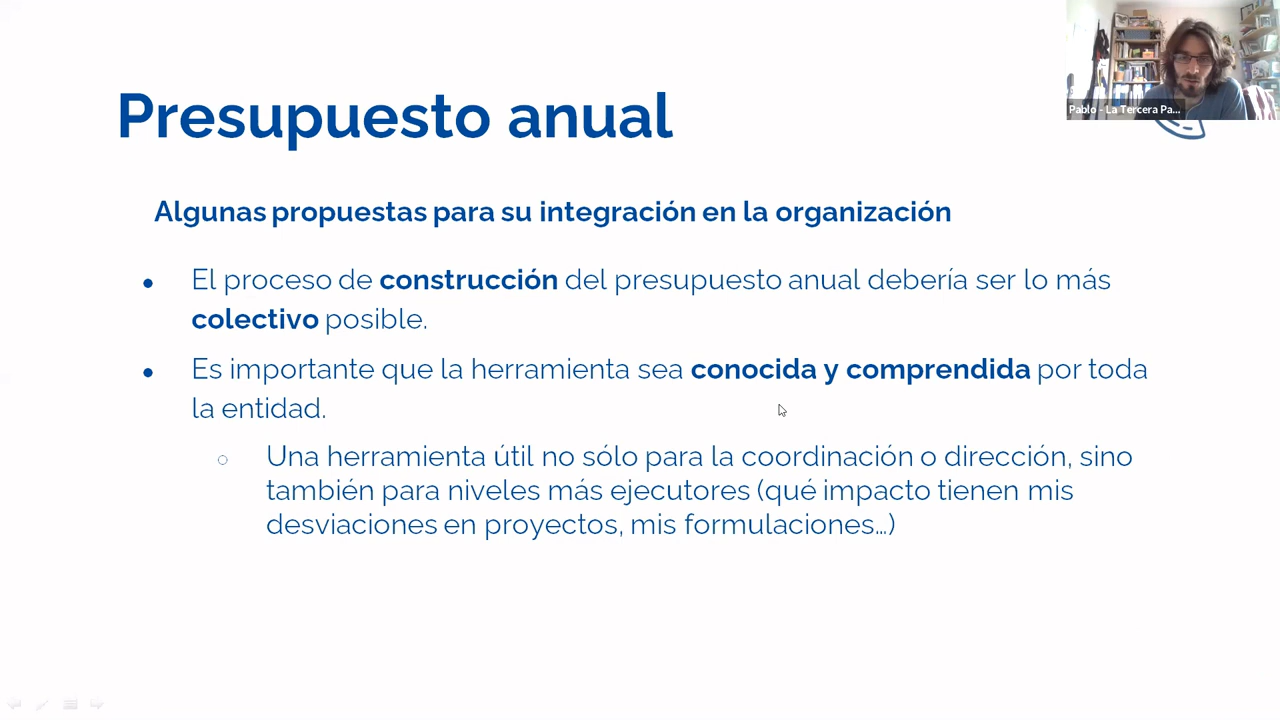 Presupuesto anual
Pablo - La Tercera Pa...
Algunas propuestas para su integración en la organización
El proceso de construcción del presupuesto anual debería ser lo más
colectivo posible.
Es importante que la herramienta sea conocida y comprendida por toda
la entidad.
Una herramienta útil no sólo para la coordinación o dirección, sino
también para niveles más ejecutores (qué impacto tienen mis
desviaciones en proyectos, mis formulaciones…)